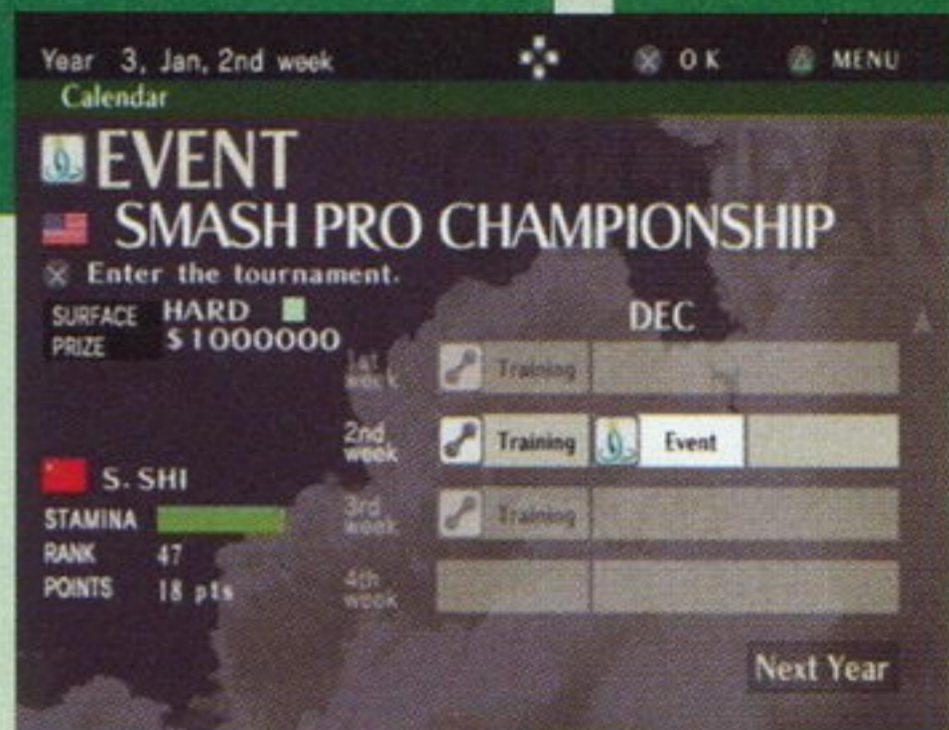 Year 3, Jan, 2nd week OK MENU
Calendar
EVENT
SMASH PRO CHAMPIONSHIP
Enter the tournament.
SURFACE HARD
PRIZE $1000000
DEC
1st week Training
2nd week Training Event
3rd week Training
4th week
S. SHI
STAMINA
RANK 47
POINTS 18 pts
Next Year